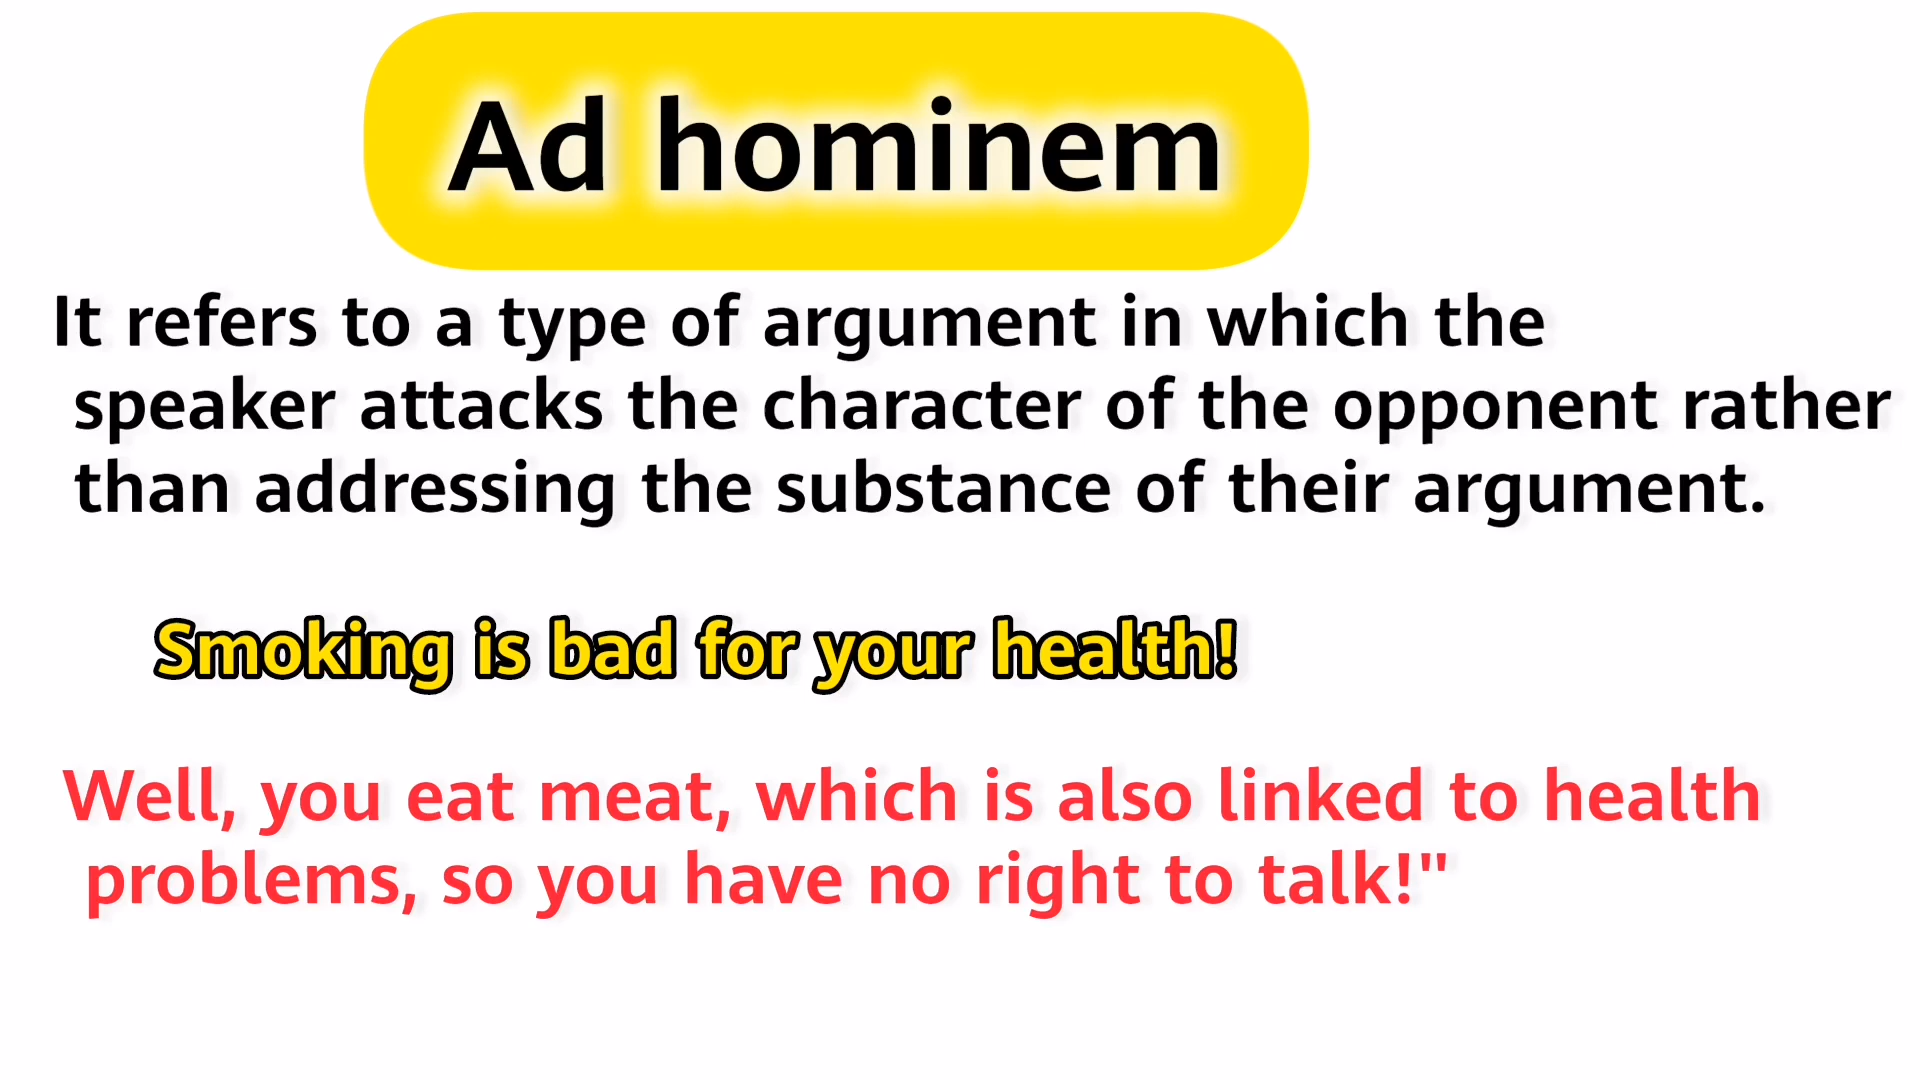 Ad hominem
It refers to a type of argument in which the
speaker attacks the character of the opponent rather
than addressing the substance of their argument.
Smoking is bad for your health!
Well, you eat meat, which is also linked to health
problems, so you have no right to talk!"